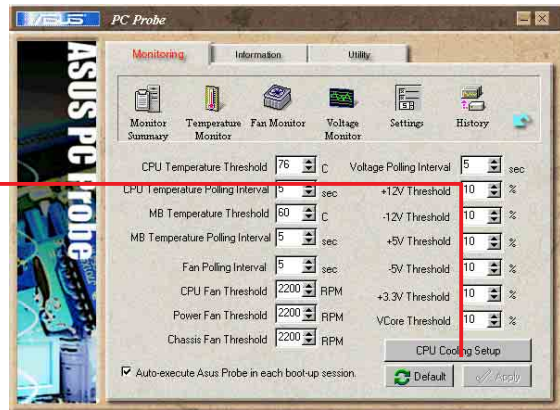 ASUS PC Probe
ASUS PC Probe
Monitoring
Information
Utility
Monitor Summary
Temperature Monitor
Fan Monitor
Voltage Monitor
Settings
History
CPU Temperature Threshold 76 C
CPU Temperature Polling Interval 5 sec
MB Temperature Threshold 60 C
MB Temperature Polling Interval 5 sec
Fan Polling Interval 5 sec
CPU Fan Threshold 2200 RPM
Power Fan Threshold 2200 RPM
Chassis Fan Threshold 2200 RPM
Voltage Polling Interval 5 sec
+12V Threshold 10 %
-12V Threshold 10 %
+5V Threshold 10 %
-5V Threshold 10 %
+3.3V Threshold 10 %
VCore Threshold 10 %
CPU Cooling Setup
Auto-execute Asus Probe in each boot-up session.
Default
Apply